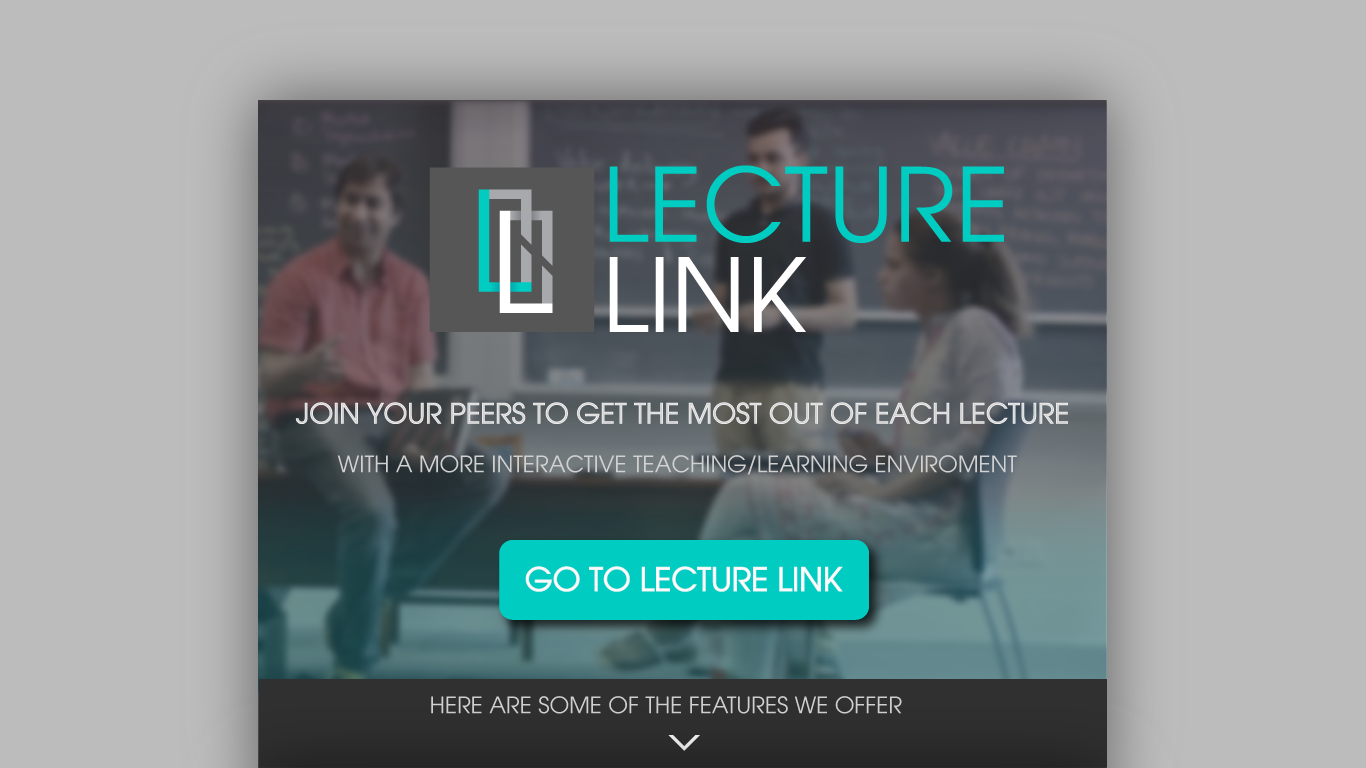 LECTURE
LINK
JOIN YOUR PEERS TO GET THE MOST OUT OF EACH LECTURE
WITH A MORE INTERACTIVE TEACHING/LEARNING ENVIROMENT
GO TO LECTURE LINK
HERE ARE SOME OF THE FEATURES WE OFFER